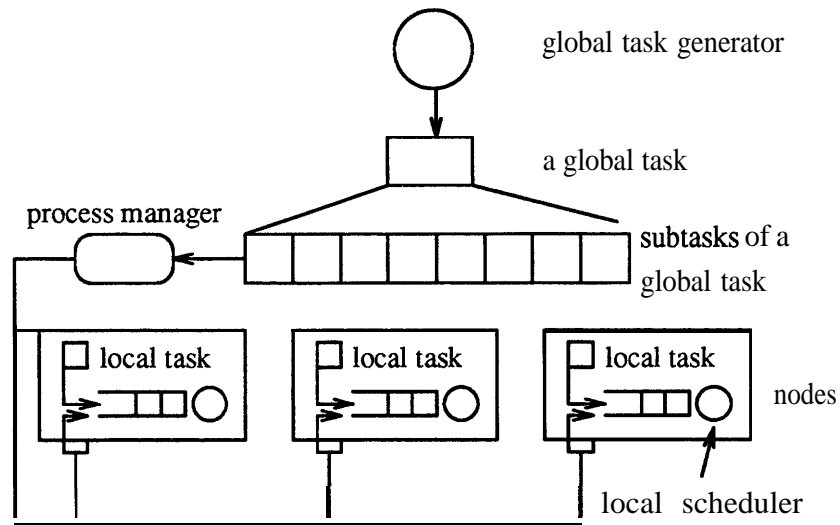 global task generator
a global task
process manager
subtasks of a
global task
local task
local task
local task
nodes
local scheduler